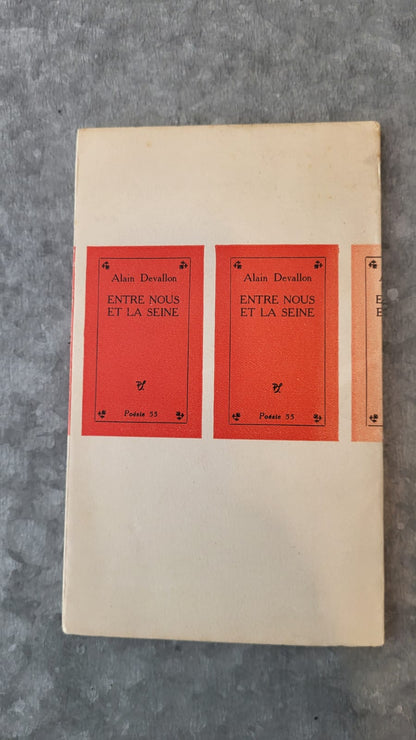 Alain Devallon
ENTRE NOUS
ET LA SEINE
Poésie 55
Alain Devallon
ENTRE NOUS
ET LA SEINE
Poésie 55
A
E
E